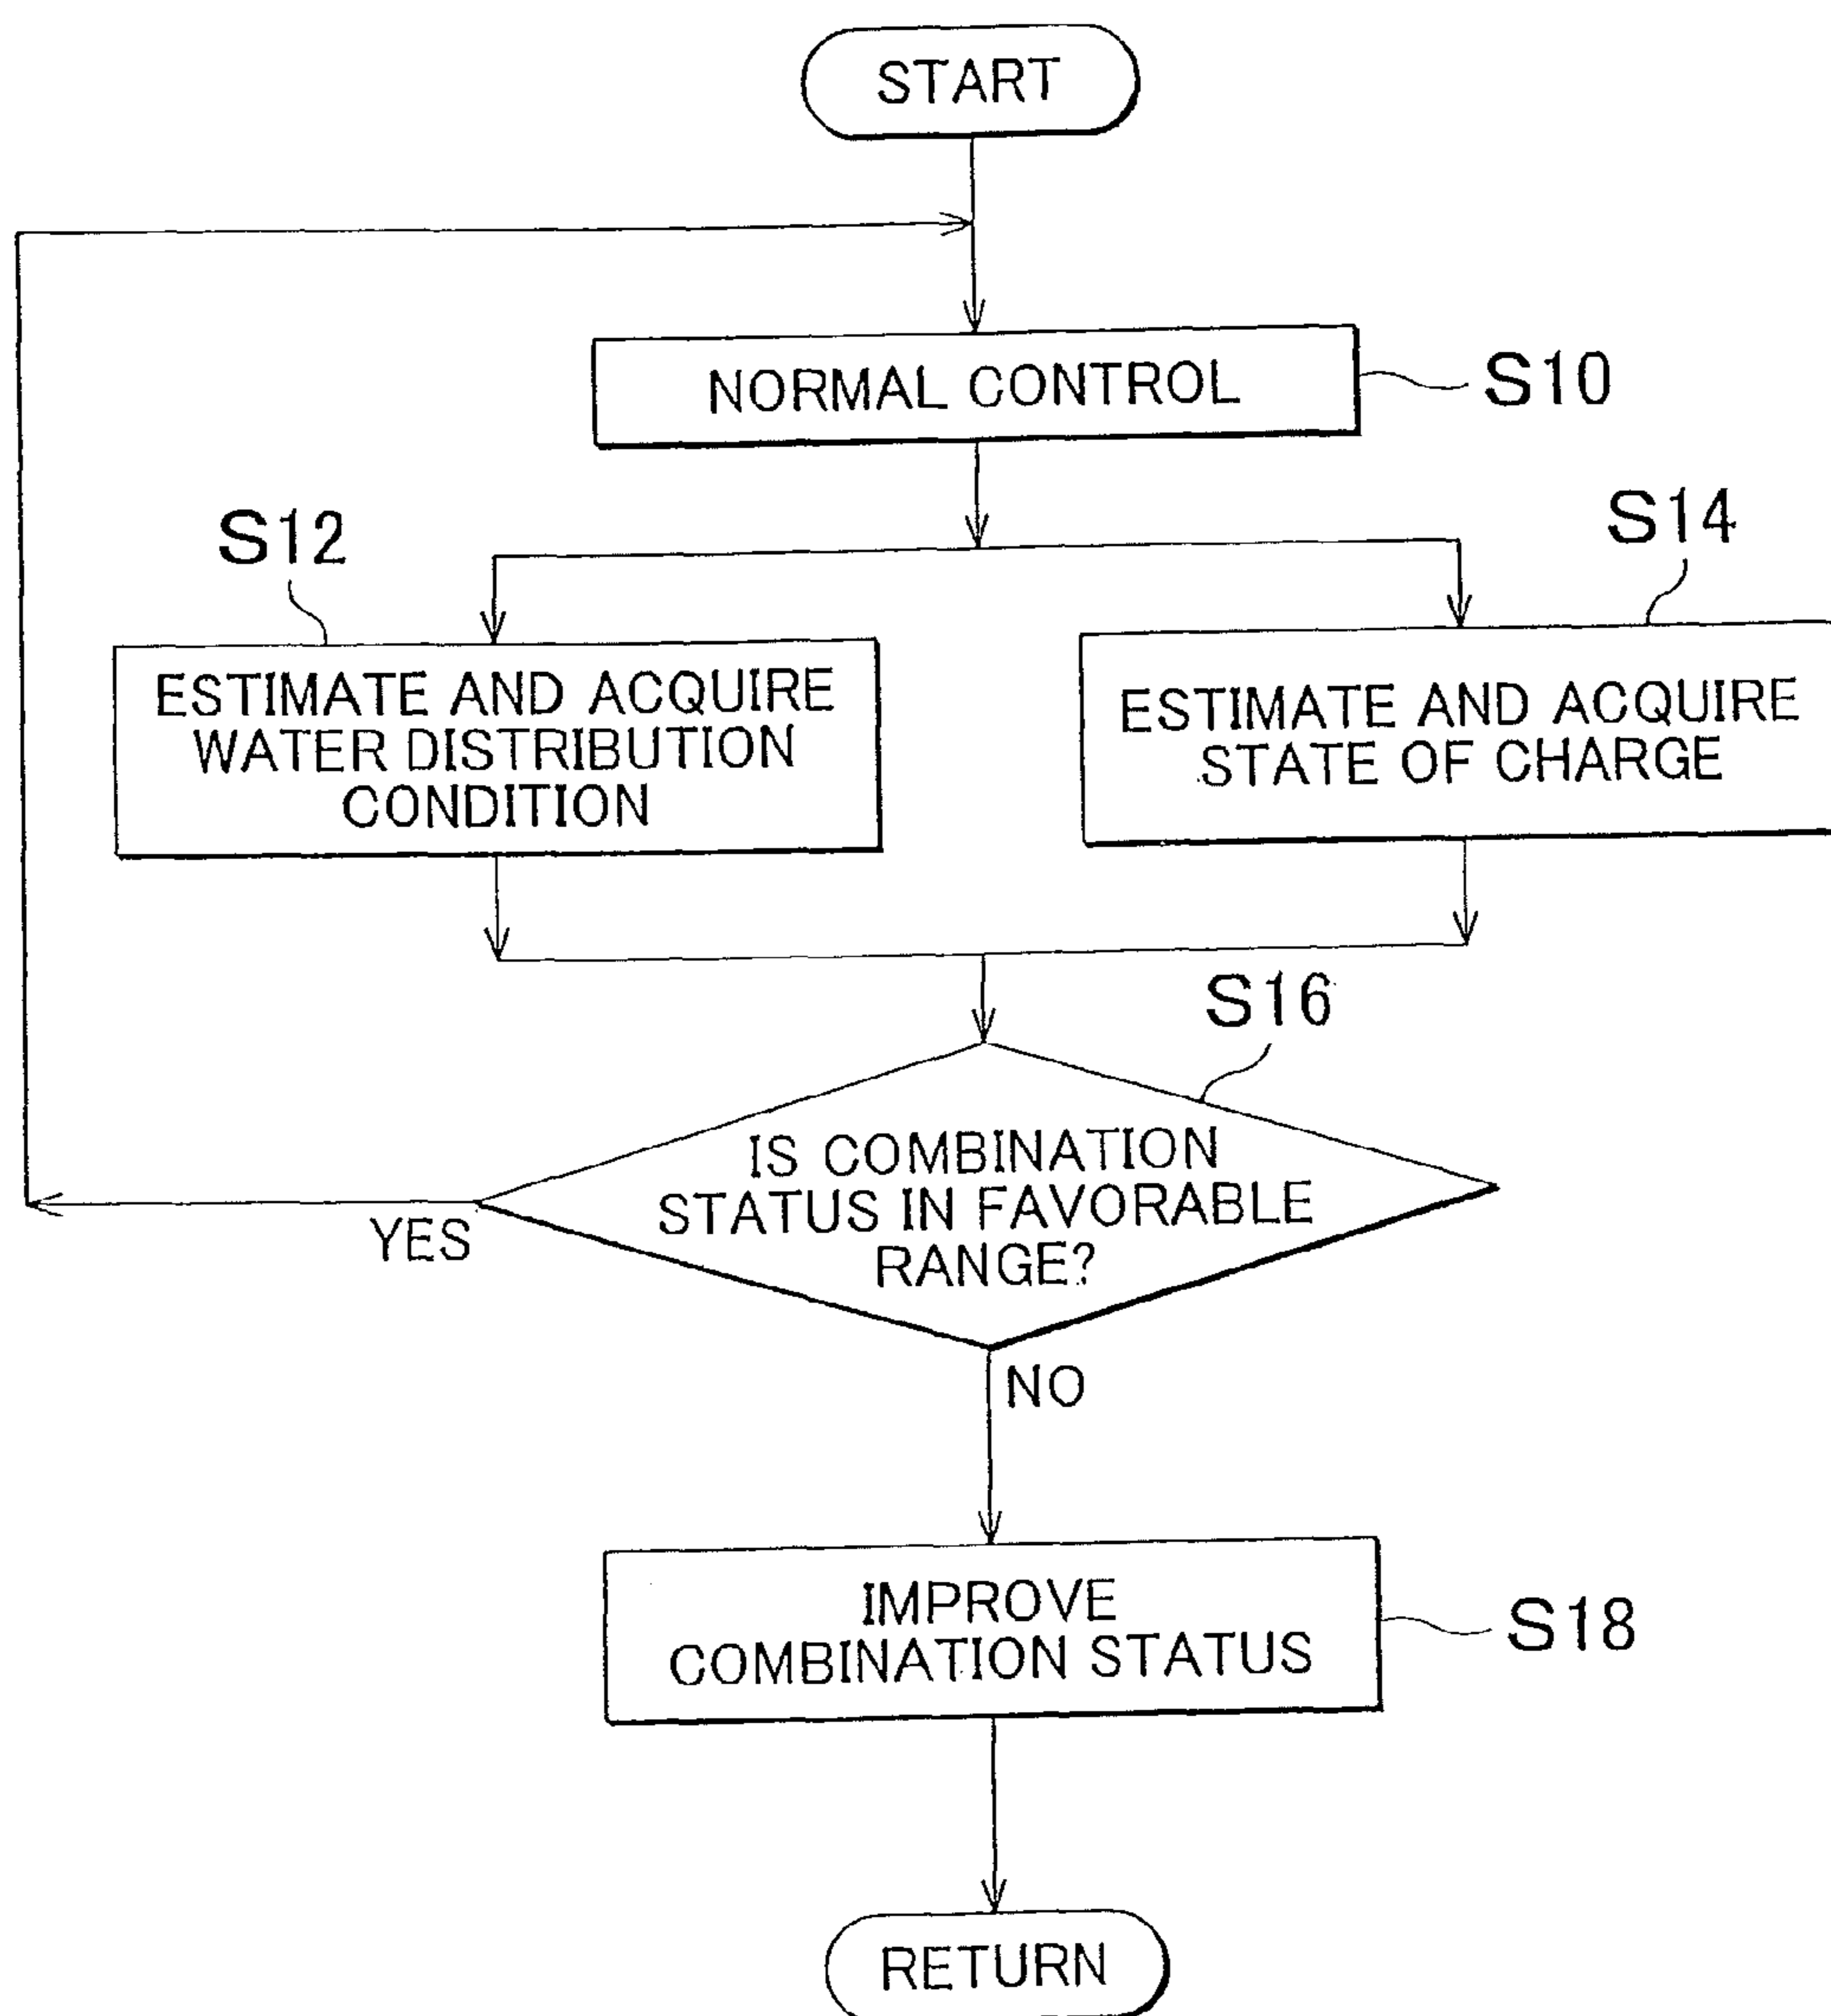 START
NORMAL CONTROL
S10
S12
S14
ESTIMATE AND ACQUIRE
WATER DISTRIBUTION
CONDITION
ESTIMATE AND ACQUIRE
STATE OF CHARGE
S16
IS COMBINATION
STATUS IN FAVORABLE
RANGE?
YES
NO
IMPROVE
COMBINATION STATUS
S18
RETURN